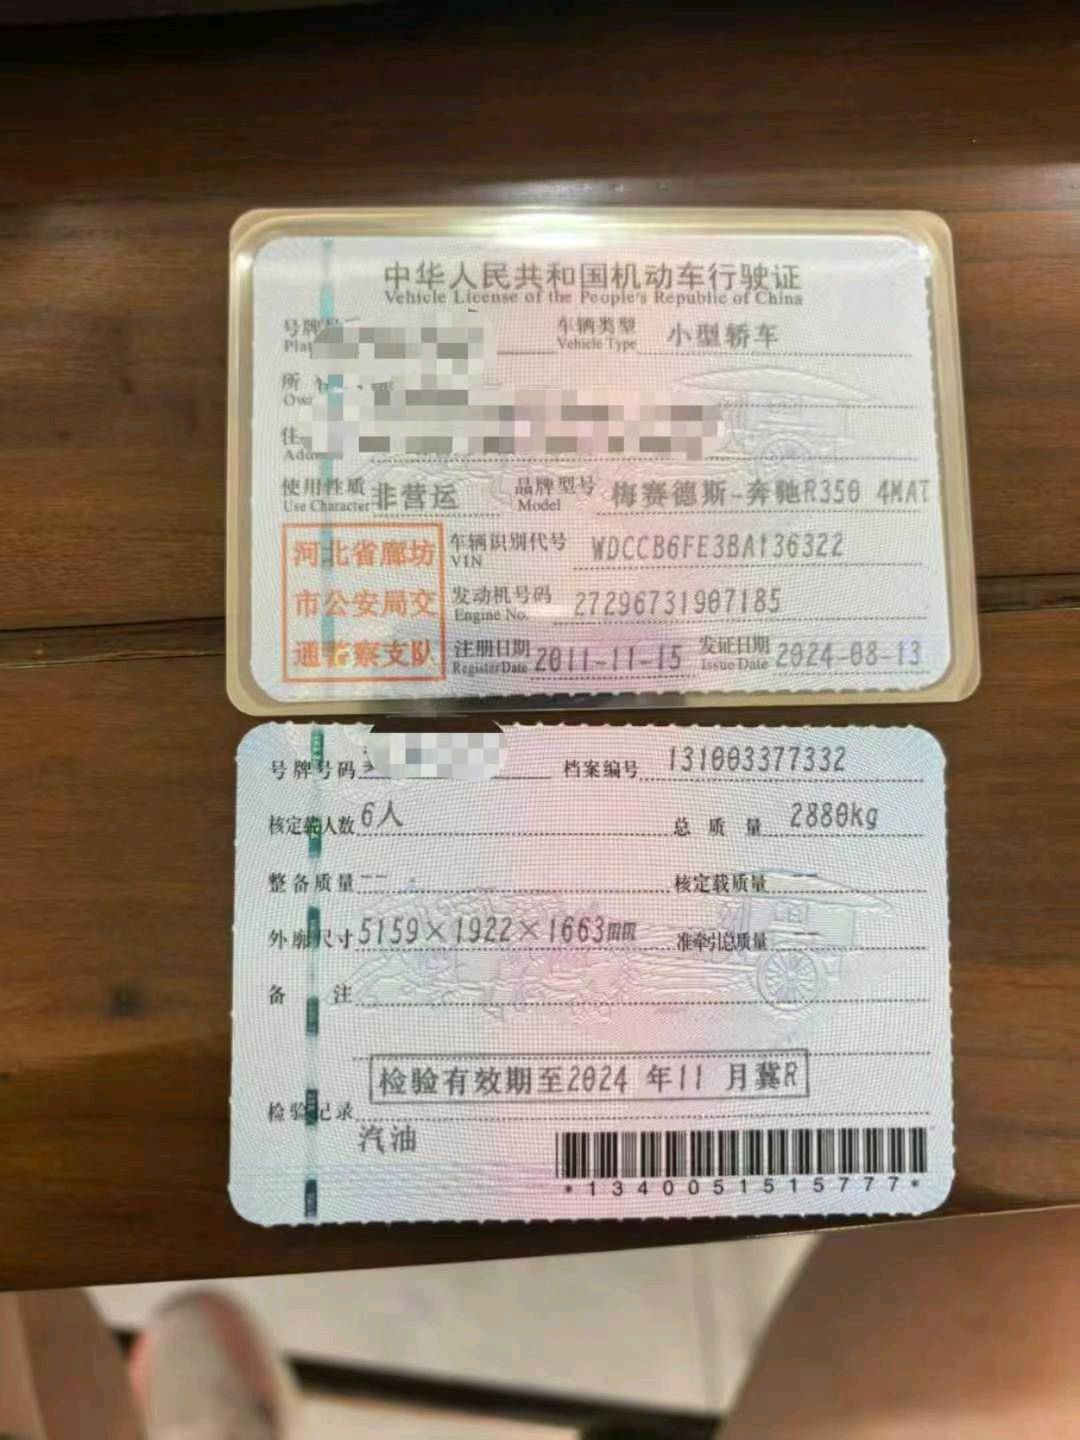 中华人民共和国机动车行驶证
Vehicle License of the People's Republic of China
号牌 车辆类型 小型轿车
Vehicle Type
所
使用性质 非营运 品牌型号 梅赛德斯-奔驰R350 4MAT
Use Character Model
河北省廊坊 车辆识别代号 WDCCB6FE3BA136322
VIN
市公安局交 发动机号码 27296731907185
Engine No.
通警察支队 注册日期 2011-11-15 发证日期 2024-08-13
Register Date Issue Date
号牌号码 档案编号 131003377332
核定载人数 6人 总质量 2880kg
整备质量 -- 核定载质量 --
外廓尺寸 5159×1922×1663mm 准牵引总质量 --
备注
检验有效期至2024 年11 月冀R
检验记录
汽油
*1340051515777*